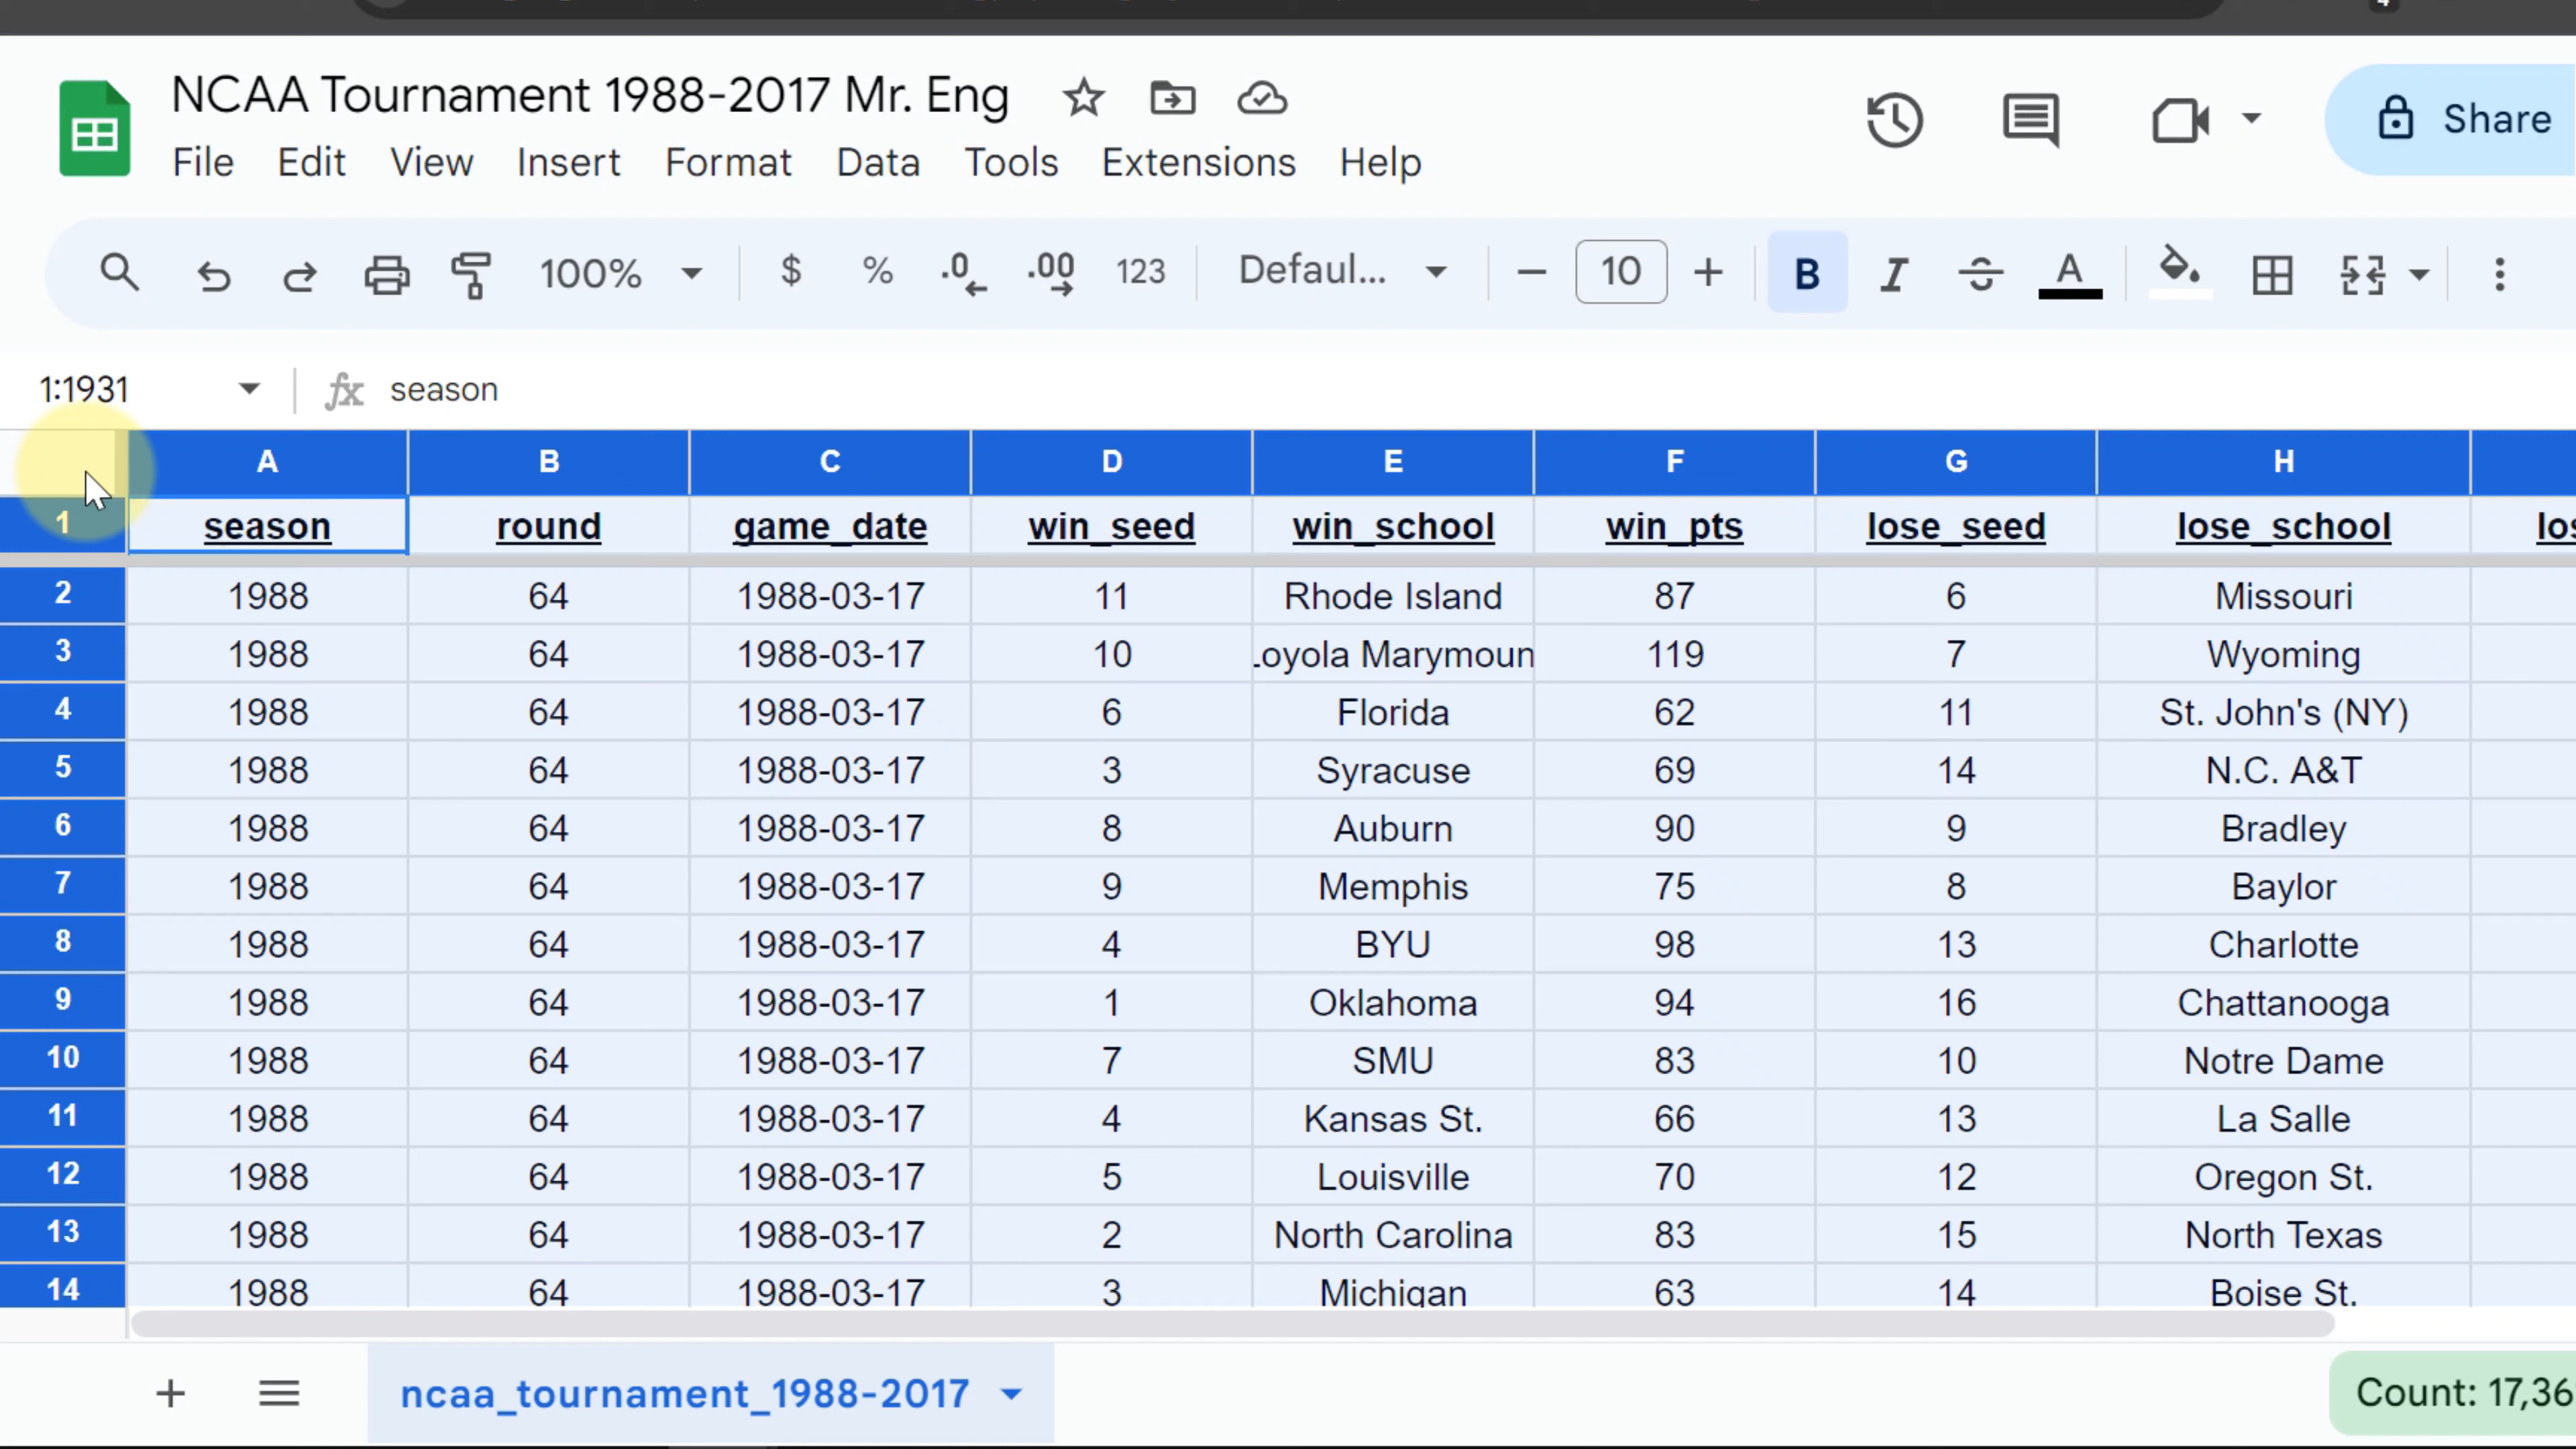 NCAA Tournament 1988-2017 Mr. Eng
File Edit View Insert Format Data Tools Extensions Help
Share
100% $ % .0 .00 123 Defaul... 10 B I S A
1:1931 fx season
A B C D E F G H
1 season round game_date win_seed win_school win_pts lose_seed lose_school los
2 1988 64 1988-03-17 11 Rhode Island 87 6 Missouri
3 1988 64 1988-03-17 10 Loyola Marymoun 119 7 Wyoming
4 1988 64 1988-03-17 6 Florida 62 11 St. John's (NY)
5 1988 64 1988-03-17 3 Syracuse 69 14 N.C. A&T
6 1988 64 1988-03-17 8 Auburn 90 9 Bradley
7 1988 64 1988-03-17 9 Memphis 75 8 Baylor
8 1988 64 1988-03-17 4 BYU 98 13 Charlotte
9 1988 64 1988-03-17 1 Oklahoma 94 16 Chattanooga
10 1988 64 1988-03-17 7 SMU 83 10 Notre Dame
11 1988 64 1988-03-17 4 Kansas St. 66 13 La Salle
12 1988 64 1988-03-17 5 Louisville 70 12 Oregon St.
13 1988 64 1988-03-17 2 North Carolina 83 15 North Texas
14 1988 64 1988-03-17 3 Michigan 63 14 Boise St.
ncaa_tournament_1988-2017
Count: 17,36